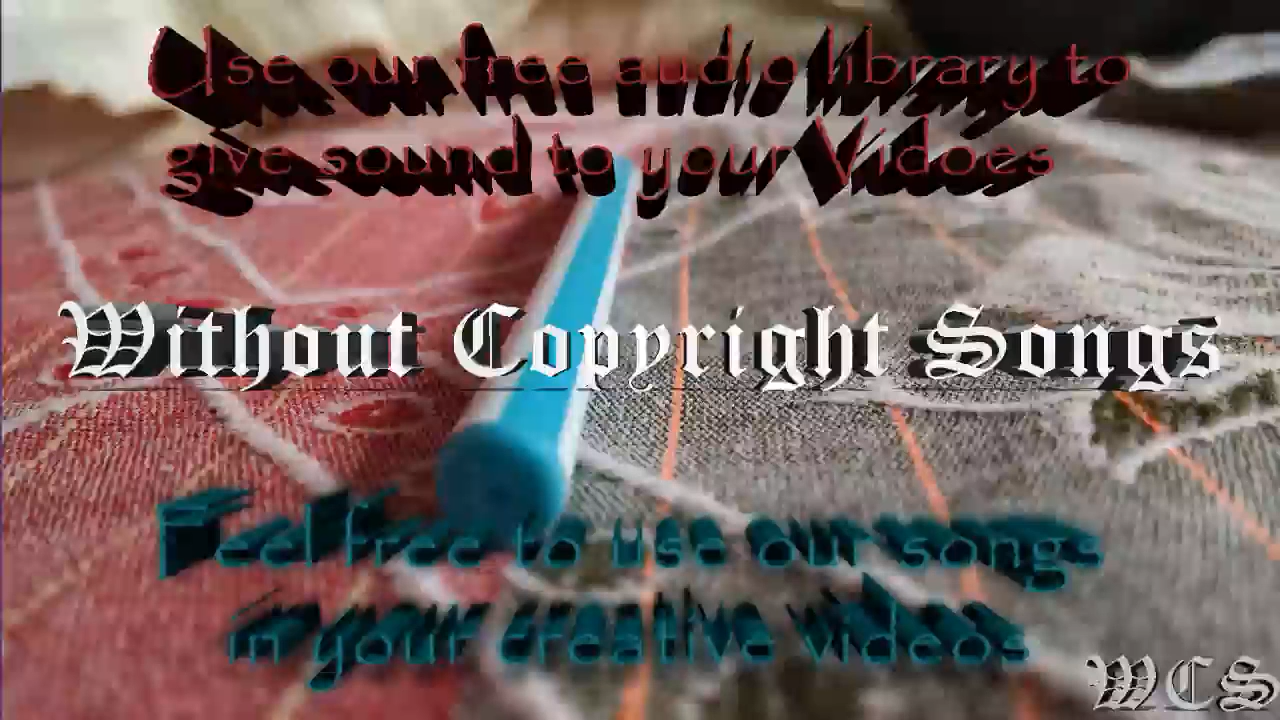 Use our free audio library to
give sound to your Vidoes
Without Copyright Songs
Feel free to use our songs
in your creative videos
WCS